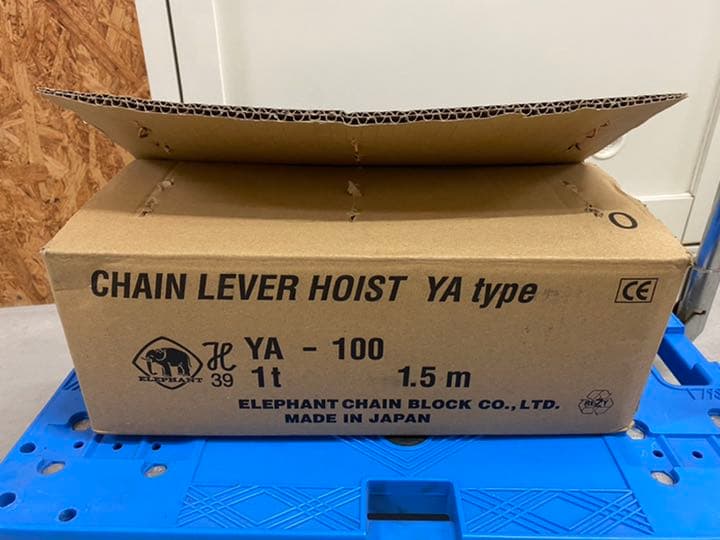 O
CHAIN LEVER HOIST YA type
CE
ELEPHANT
H
39
YA - 100
1t 1.5 m
ELEPHANT CHAIN BLOCK CO., LTD.
MADE IN JAPAN